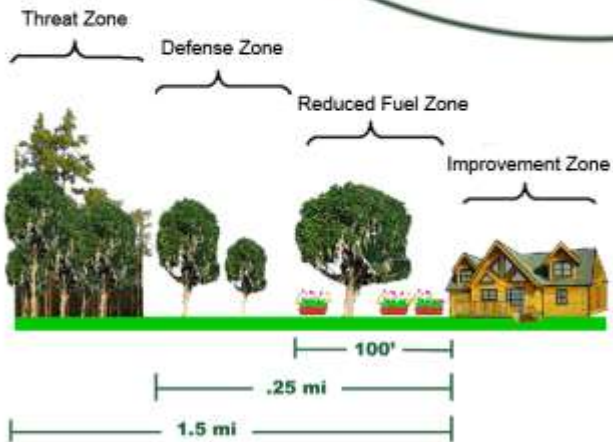 Threat Zone
Defense Zone
Reduced Fuel Zone
Improvement Zone
100'
.25 mi
1.5 mi